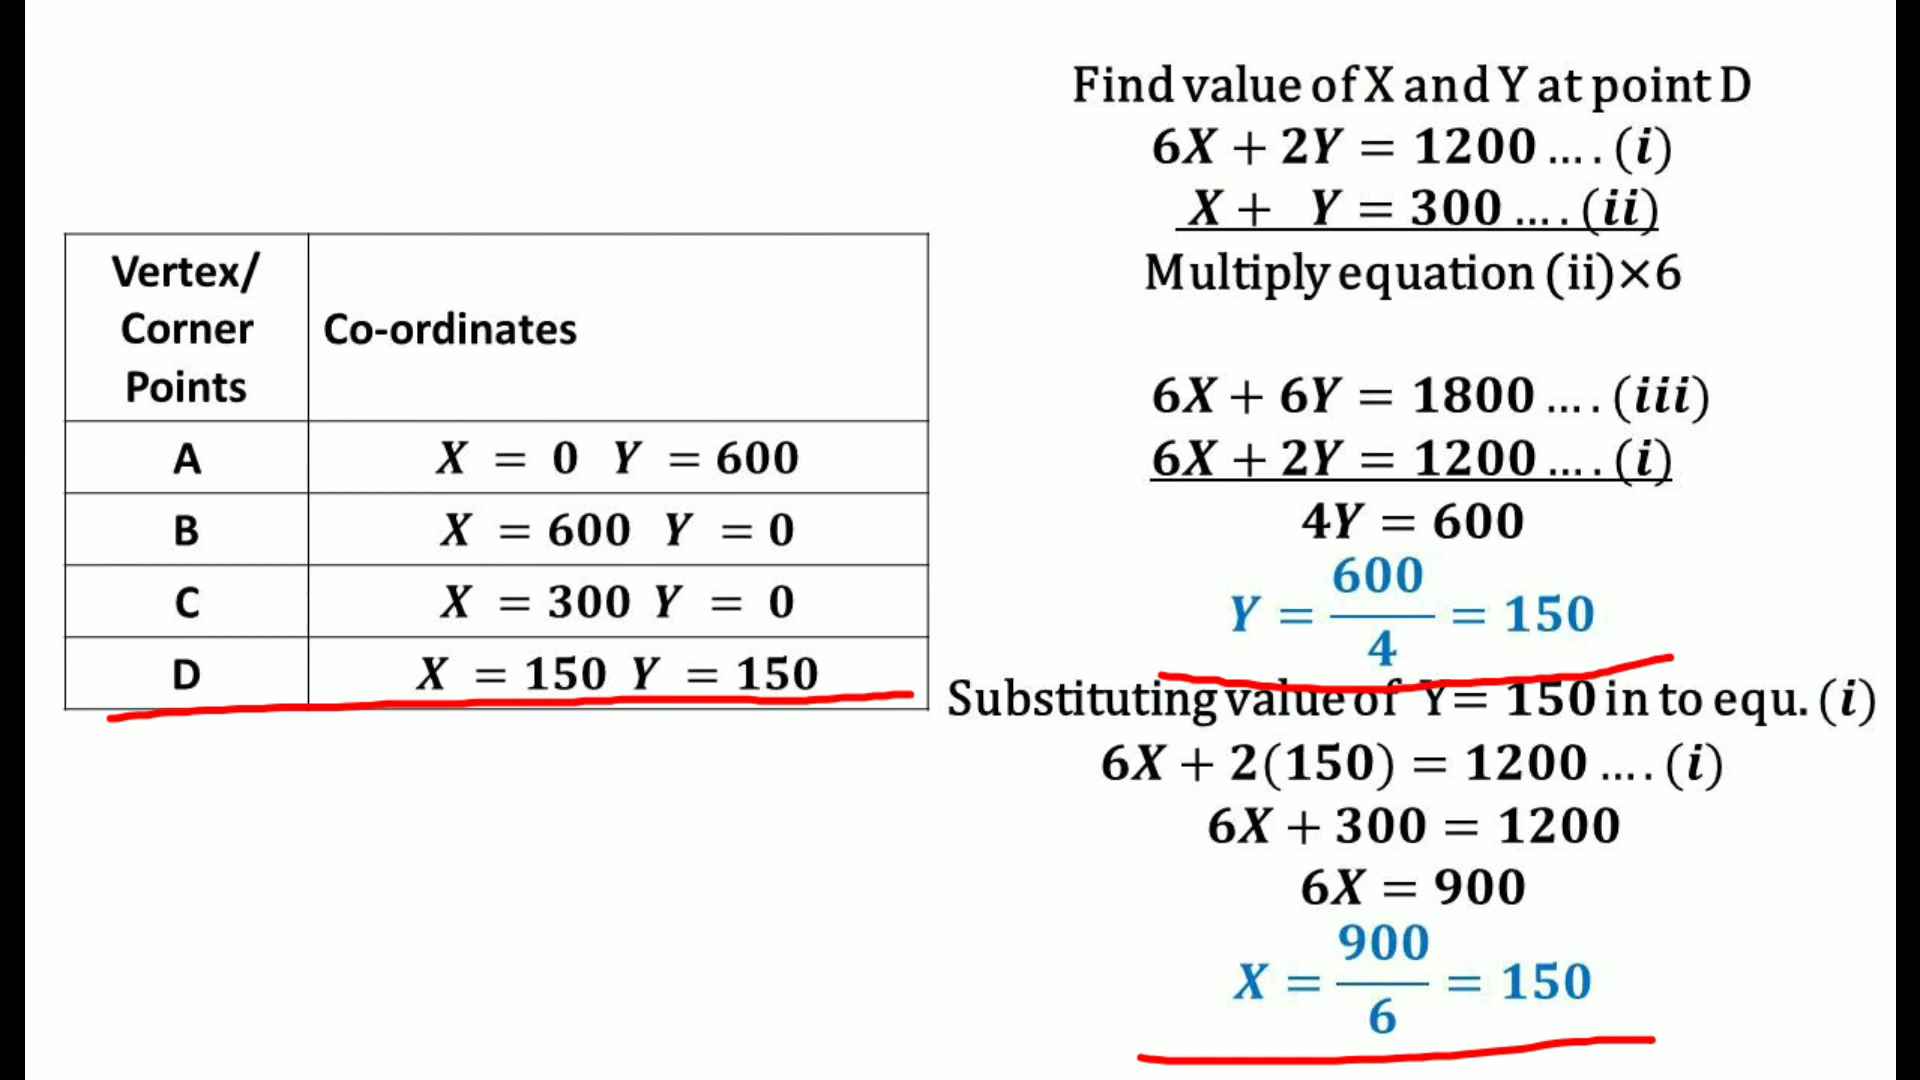 Vertex/
Corner
Points
Co-ordinates
A
X = 0 Y = 600
B
X = 600 Y = 0
C
X = 300 Y = 0
D
X = 150 Y = 150
Find value of X and Y at point D
6X + 2Y = 1200 .... (i)
X + Y = 300 .... (ii)
Multiply equation (ii)×6
6X + 6Y = 1800 .... (iii)
6X + 2Y = 1200 .... (i)
4Y = 600
Y = 600/4 = 150
Substituting value of Y= 150 in to equ. (i)
6X + 2(150) = 1200 .... (i)
6X + 300 = 1200
6X = 900
X = 900/6 = 150